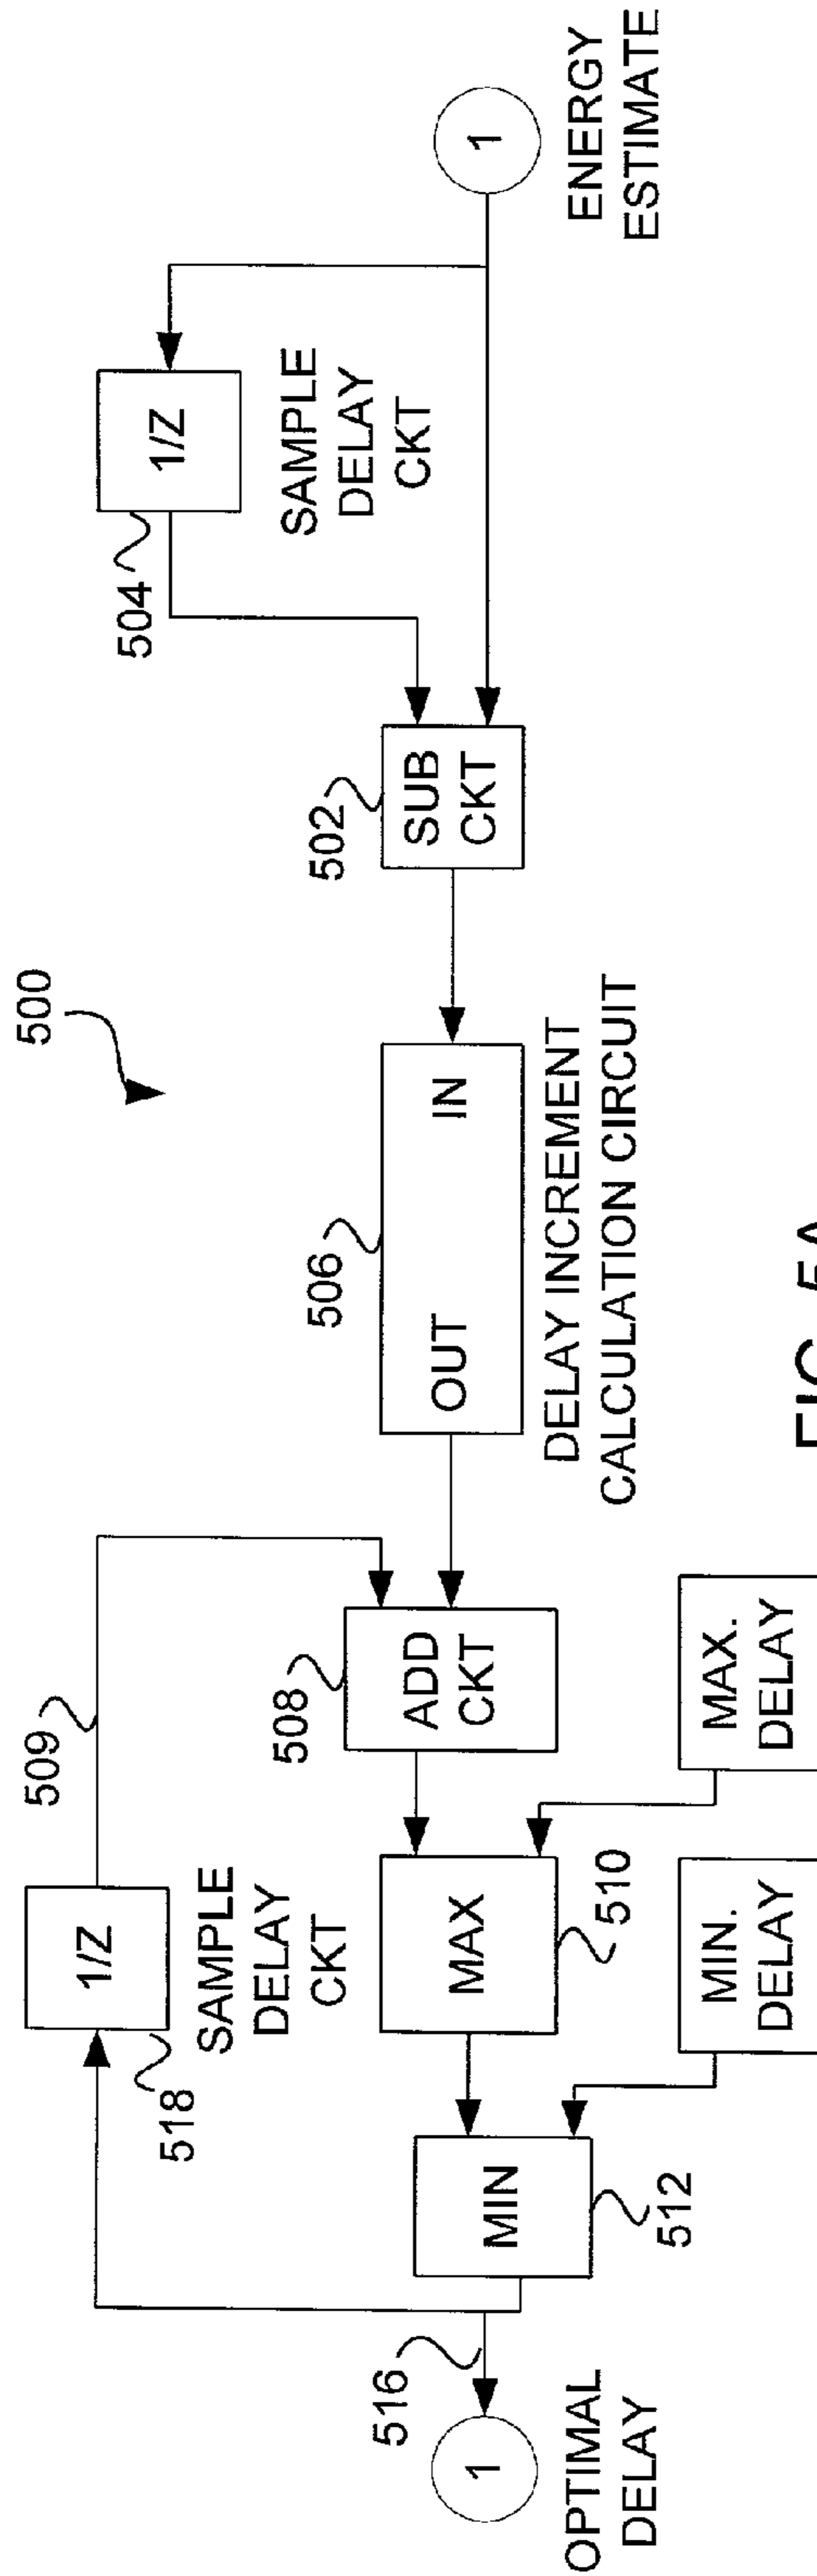 500
509
518
1/Z
SAMPLE
DELAY
CKT
504
1/Z
SAMPLE
DELAY
CKT
516
1
OPTIMAL
DELAY
MIN
512
MAX
510
508
ADD
CKT
506
OUT
IN
DELAY INCREMENT
CALCULATION CIRCUIT
502
SUB
CKT
1
ENERGY
ESTIMATE
MIN.
DELAY
MAX.
DELAY
FIG. 5A